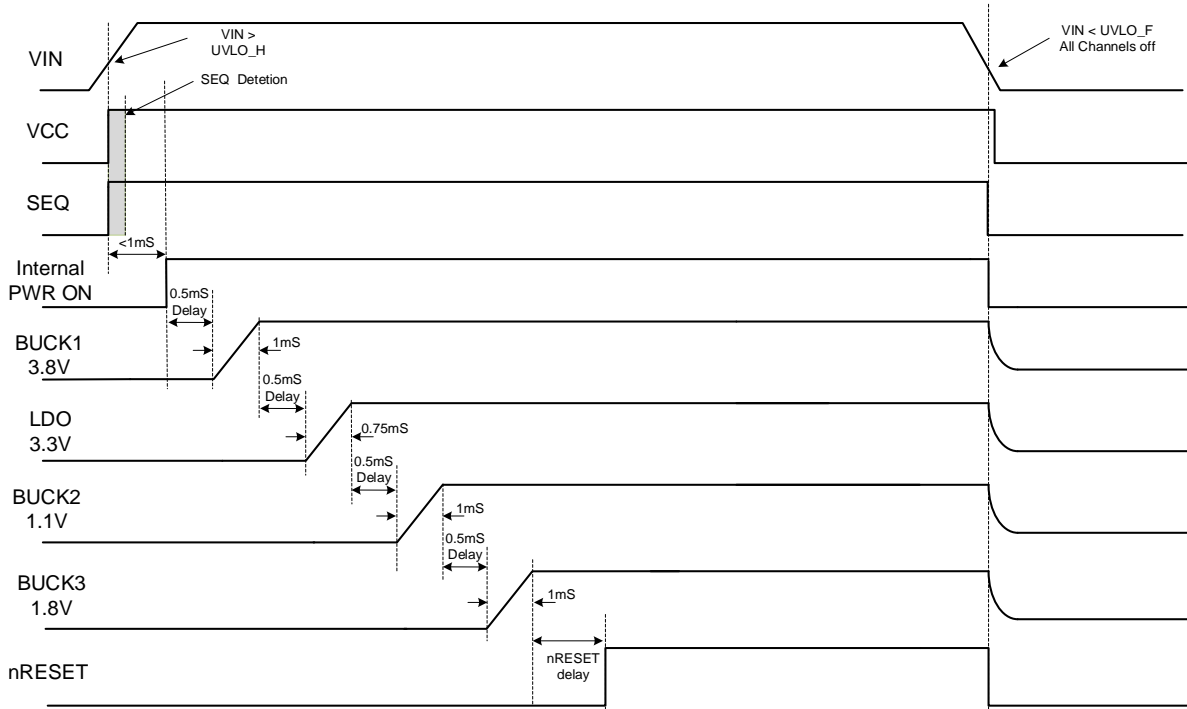 VIN
VIN >
UVLO_H
VIN < UVLO_F
All Channels off
SEQ Detetion
VCC
SEQ
<1mS
Internal
PWR ON
0.5mS
Delay
BUCK1
3.8V
1mS
0.5mS
Delay
LDO
3.3V
0.75mS
0.5mS
Delay
BUCK2
1.1V
1mS
0.5mS
Delay
BUCK3
1.8V
1mS
nRESET
nRESET
delay